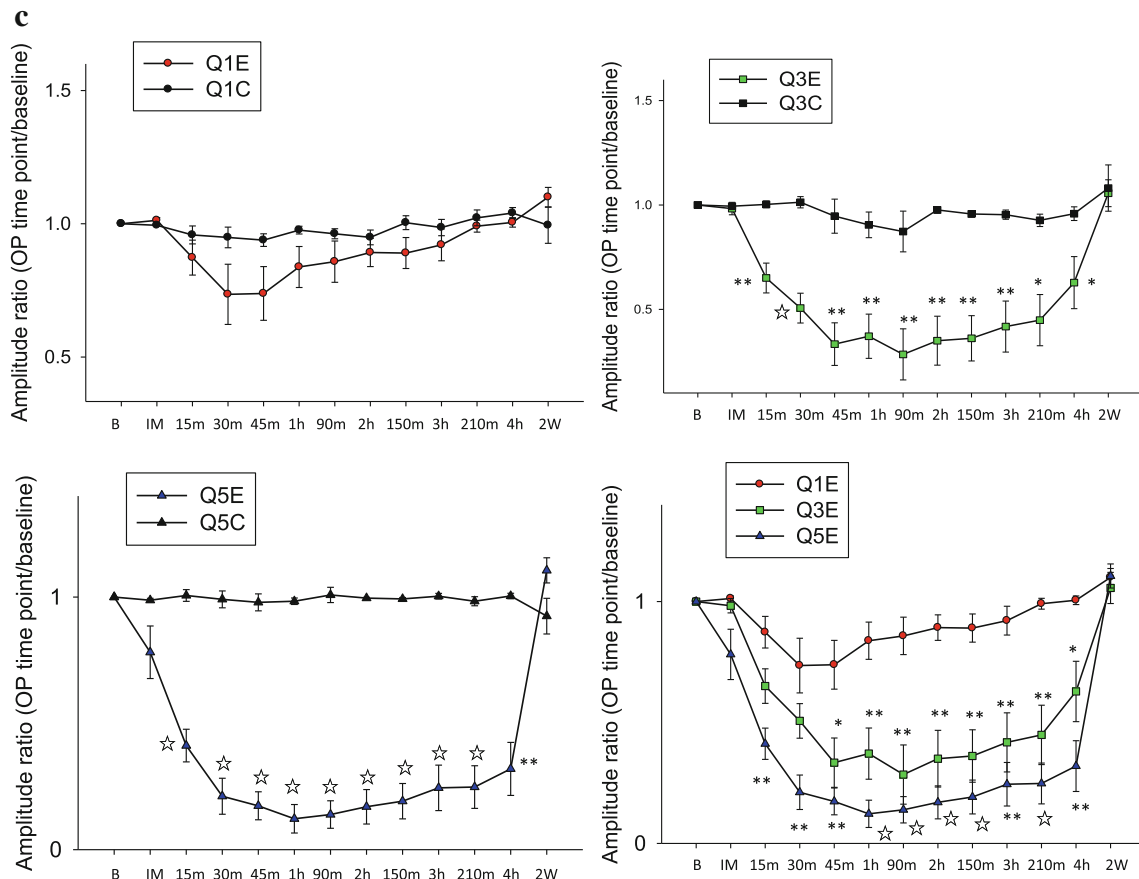 c
Amplitude ratio (OP time point/baseline)
Q1E
Q1C
1.5
1.0
0.5
B IM 15m 30m 45m 1h 90m 2h 150m 3h 210m 4h 2W
Amplitude ratio (OP time point/baseline)
Q3E
Q3C
1.5
1.0
0.5
** ☆ ** ** ** ** ** ** * *
B IM 15m 30m 45m 1h 90m 2h 150m 3h 210m 4h 2W
Amplitude ratio (OP time point/baseline)
Q5E
Q5C
1
0
☆ ☆ ☆ ☆ ☆ ☆ ☆ ☆ ☆ **
B IM 15m 30m 45m 1h 90m 2h 150m 3h 210m 4h 2W
Amplitude ratio (OP time point/baseline)
Q1E
Q3E
Q5E
1
0
* ** ** ** ** ** ** *
** ** ** ☆ ☆ ☆ ☆ ** ☆ **
B IM 15m 30m 45m 1h 90m 2h 150m 3h 210m 4h 2W